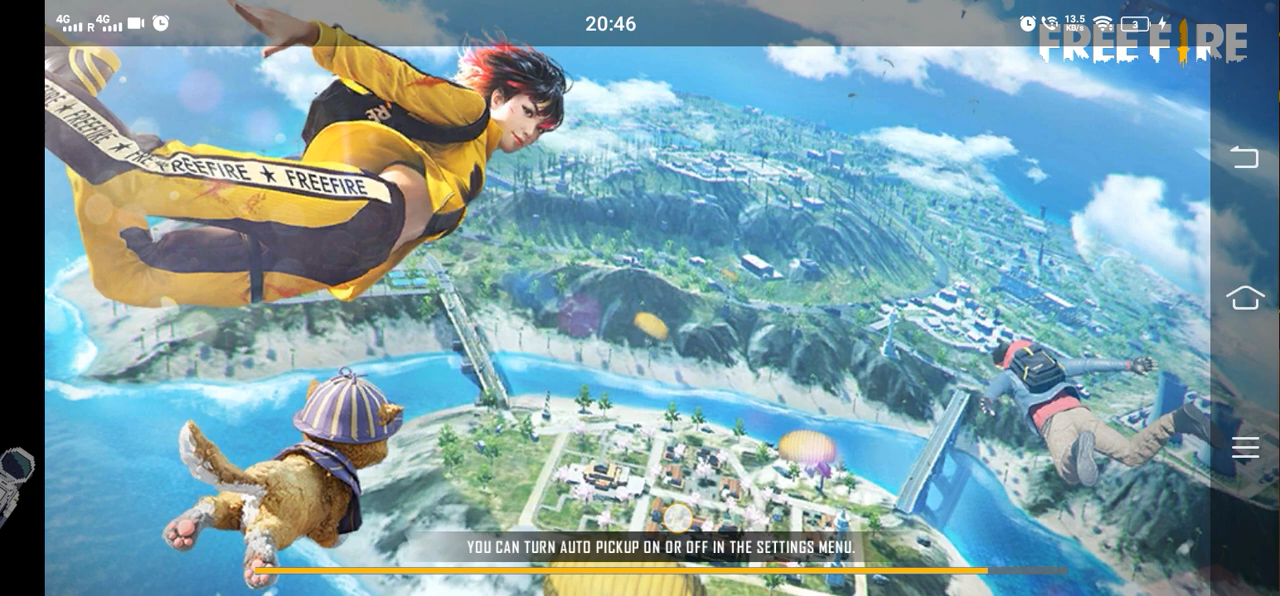 4G R 4G
20:46
13.5
KB/s
3
FREE FIRE
FREEFIRE ★ FREEFIRE ★ FREEFIRE
YOU CAN TURN AUTO PICKUP ON OR OFF IN THE SETTINGS MENU.